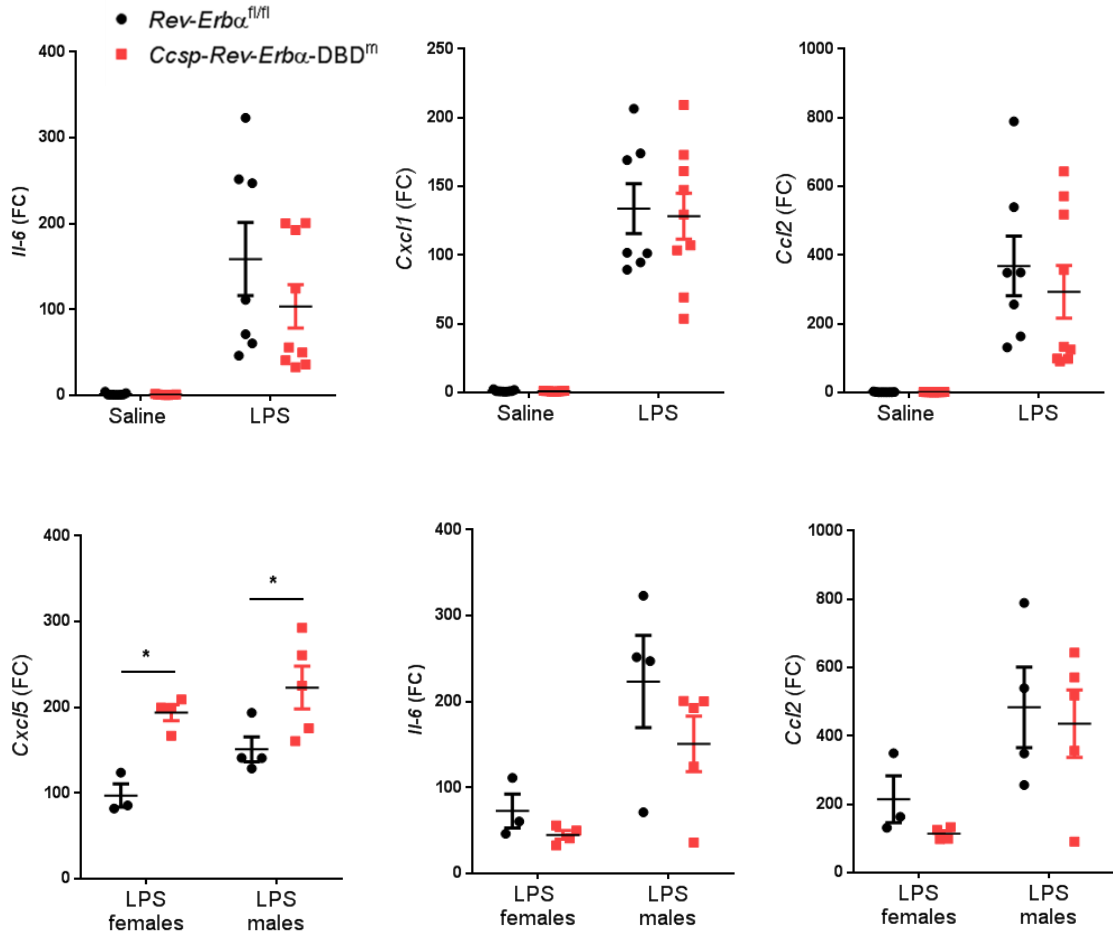 Rev-Erbα^fl/fl
Ccsp-Rev-Erbα-DBD^m
Il-6 (FC)
400
300
200
100
0
Saline LPS
Cxcl1 (FC)
250
200
150
100
50
0
Saline LPS
Ccl2 (FC)
1000
800
600
400
200
0
Saline LPS
Cxcl5 (FC)
400
300
200
100
0
*
*
LPS LPS
females males
Il-6 (FC)
400
300
200
100
0
LPS LPS
females males
Ccl2 (FC)
1000
800
600
400
200
0
LPS LPS
females males